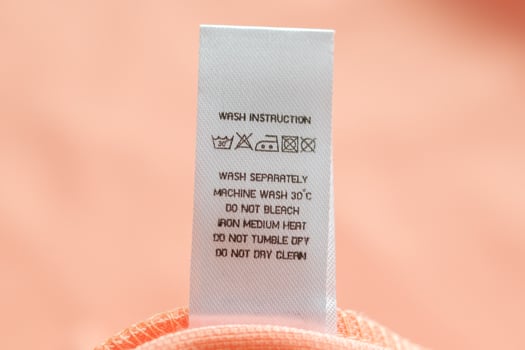 WASH INSTRUCTION
30°
WASH SEPARATELY
MACHINE WASH 30°C
DO NOT BLEACH
IRON MEDIUM HEAT
DO NOT TUMBLE DRY
DO NOT DRY CLEAN